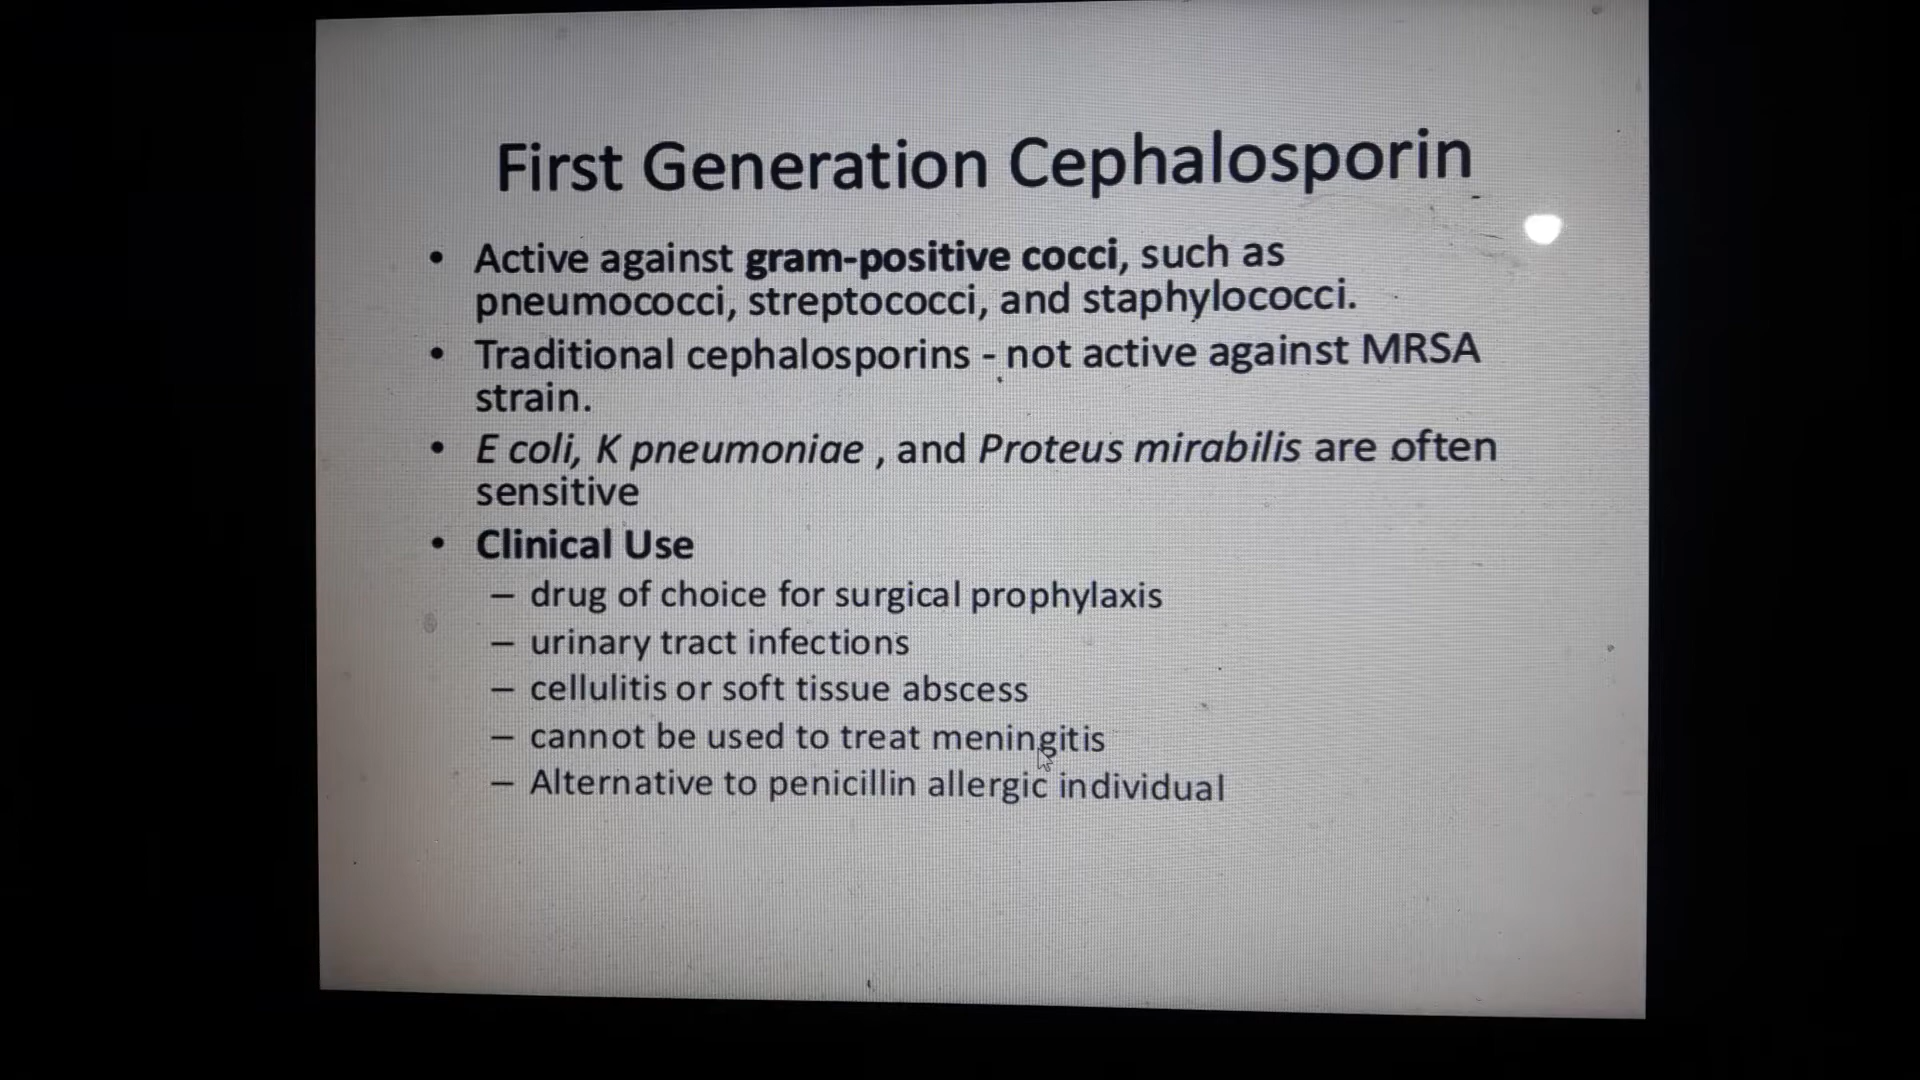 First Generation Cephalosporin
• Active against gram-positive cocci, such as
pneumococci, streptococci, and staphylococci.
• Traditional cephalosporins - not active against MRSA
strain.
• E coli, K pneumoniae , and Proteus mirabilis are often
sensitive
• Clinical Use
– drug of choice for surgical prophylaxis
– urinary tract infections
– cellulitis or soft tissue abscess
– cannot be used to treat meningitis
– Alternative to penicillin allergic individual